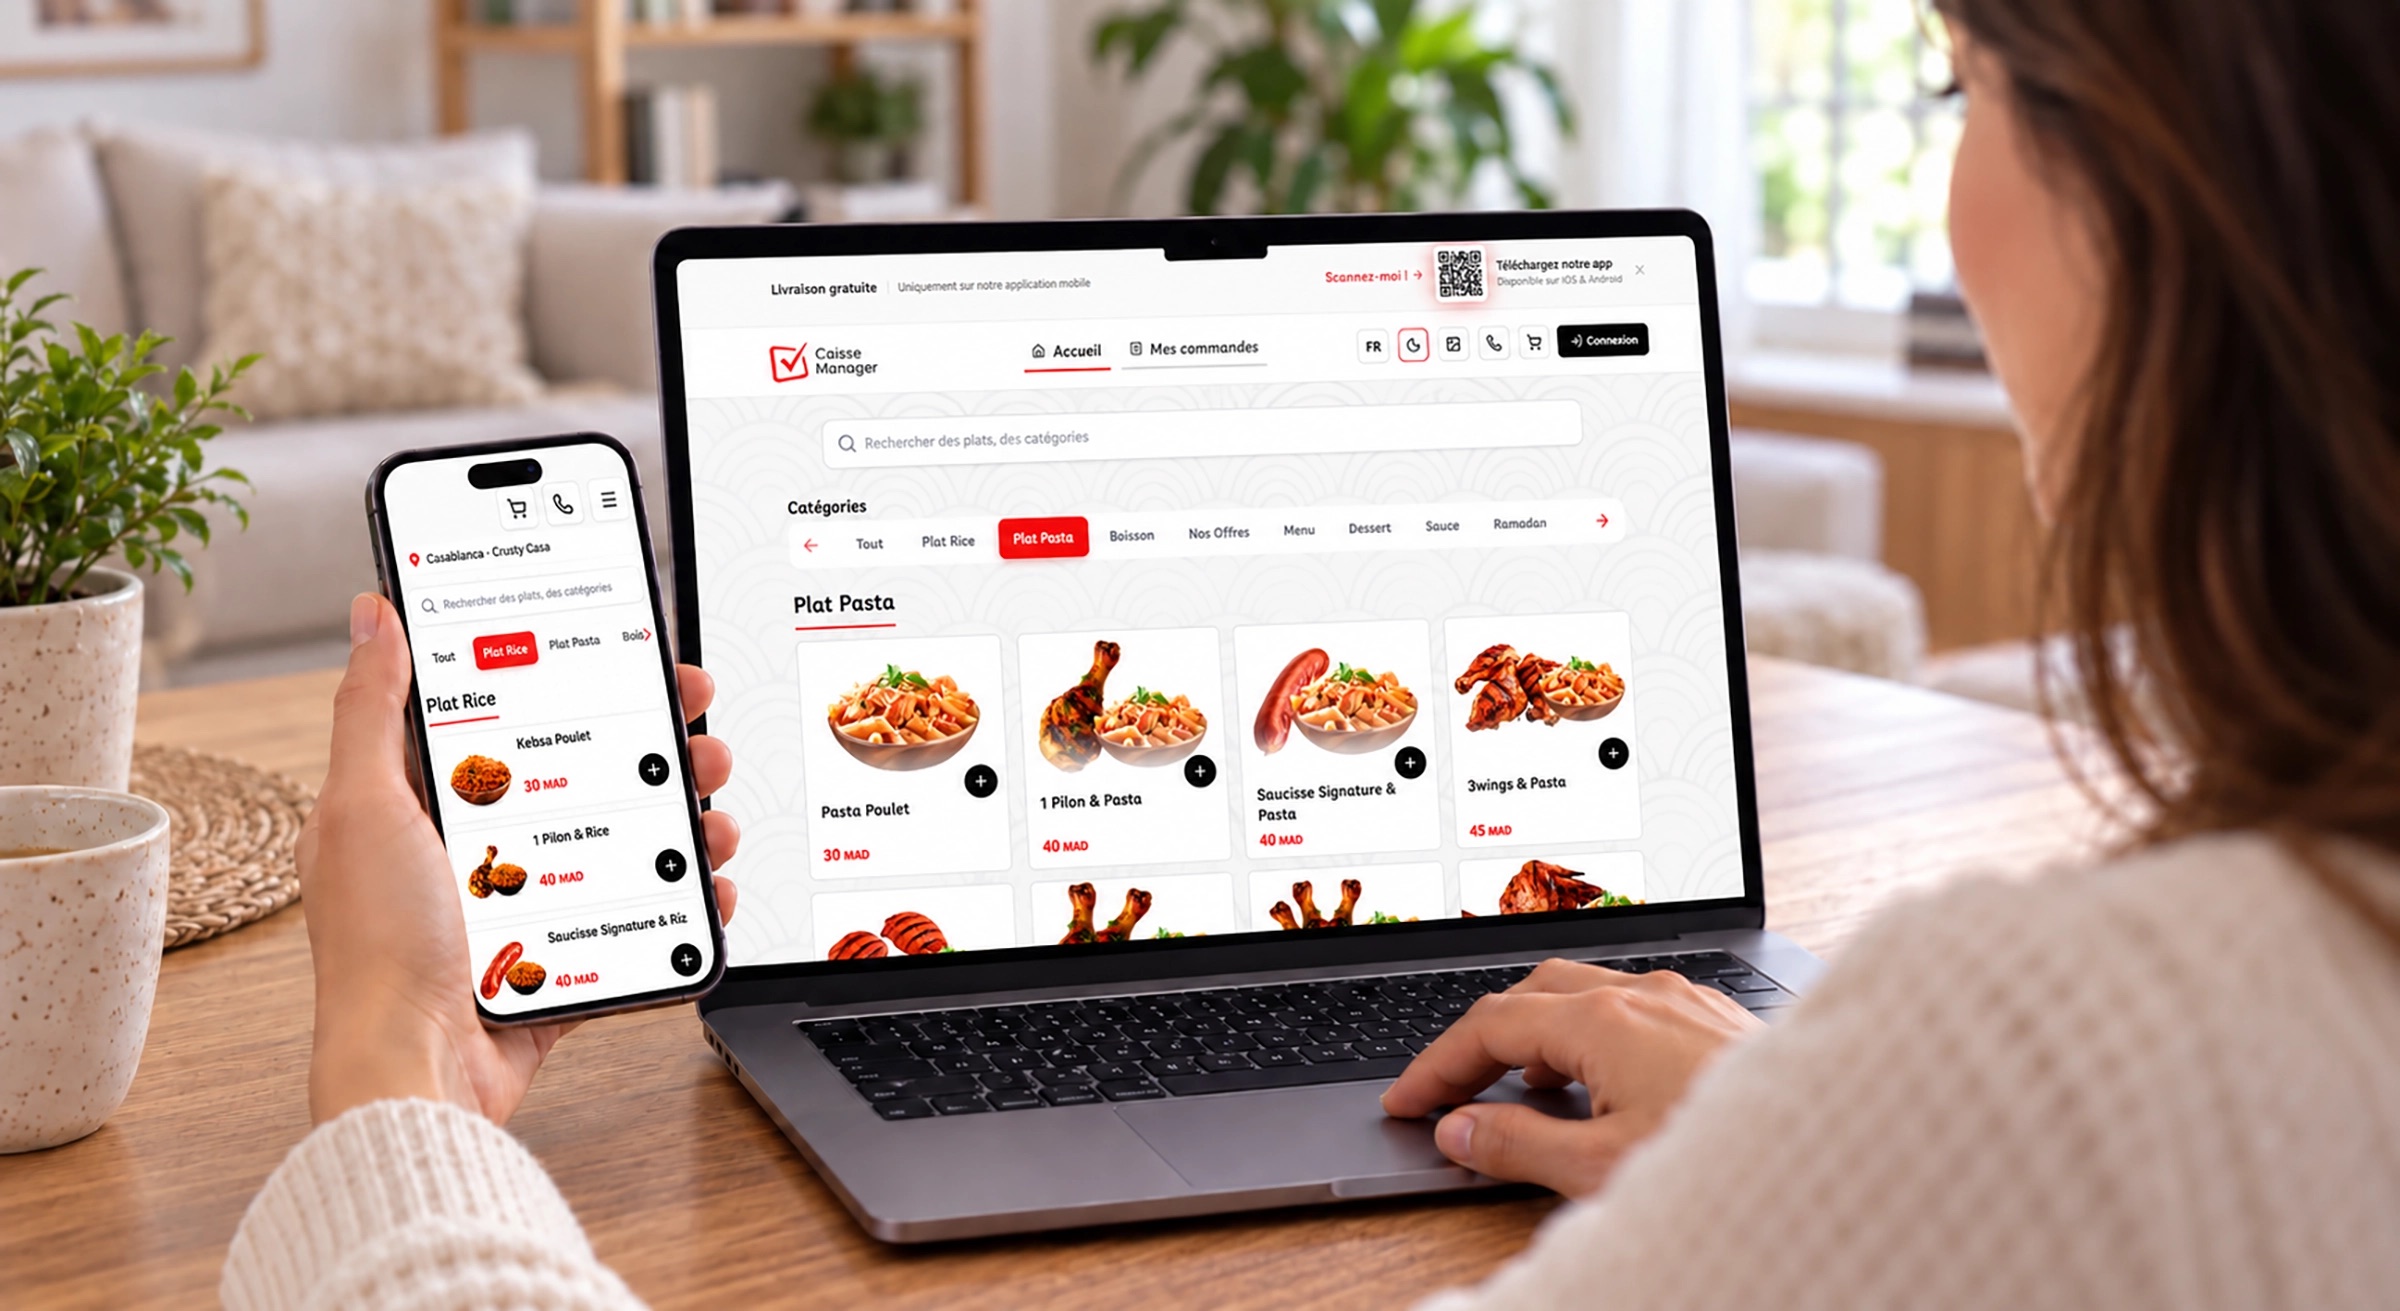 Livraison gratuite
Uniquement sur notre application mobile
Scannez-moi ! →
Téléchargez notre app
Disponible sur iOS & Android
Caisse
Manager
Accueil
Mes commandes
FR
Connexion
Rechercher des plats, des catégories
Catégories
Tout
Plat Rice
Plat Pasta
Boisson
Nos Offres
Menu
Dessert
Sauce
Ramadan
Plat Pasta
Pasta Poulet
30 MAD
1 Pilon & Pasta
40 MAD
Saucisse Signature &
Pasta
40 MAD
3wings & Pasta
45 MAD
Casablanca - Crusty Casa
Rechercher des plats, des catégories
Tout
Plat Rice
Plat Pasta
Bois
Plat Rice
Kebsa Poulet
30 MAD
1 Pilon & Rice
40 MAD
Saucisse Signature & Riz
40 MAD